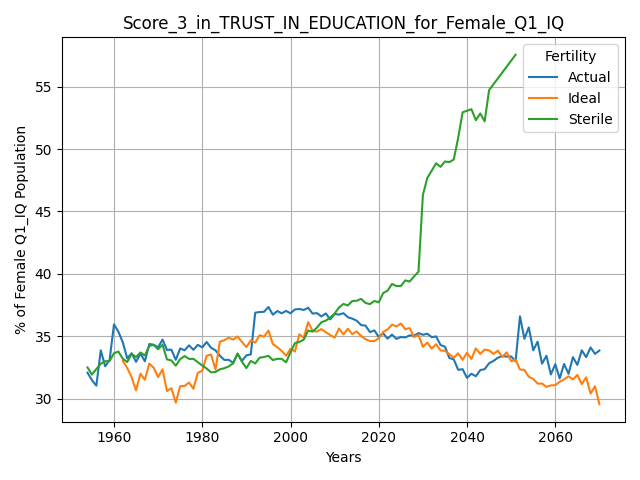 Score_3_in_TRUST_IN_EDUCATION_for_Female_Q1_IQ
Fertility
Actual
Ideal
Sterile
% of Female Q1_IQ Population
55
50
45
40
35
30
1960
1980
2000
2020
2040
2060
Years